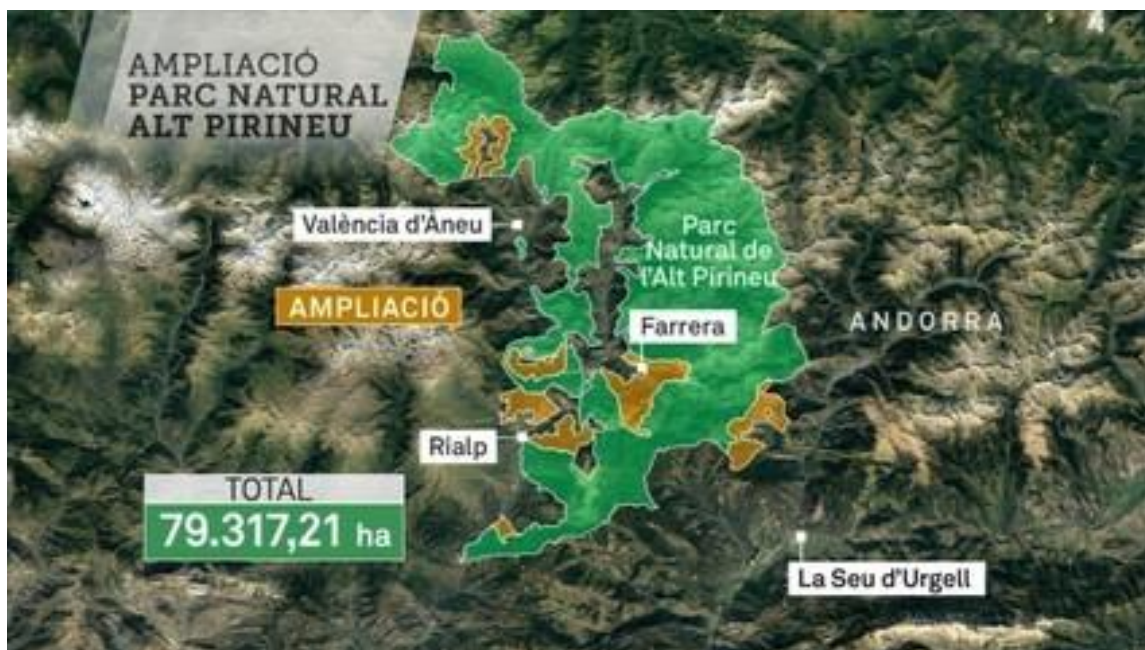 AMPLIACIÓ
PARC NATURAL
ALT PIRINEU
València d'Àneu
Parc
Natural de
l'Alt Pirineu
AMPLIACIÓ
Farrera
ANDORRA
Rialp
TOTAL
79.317,21 ha
La Seu d'Urgell